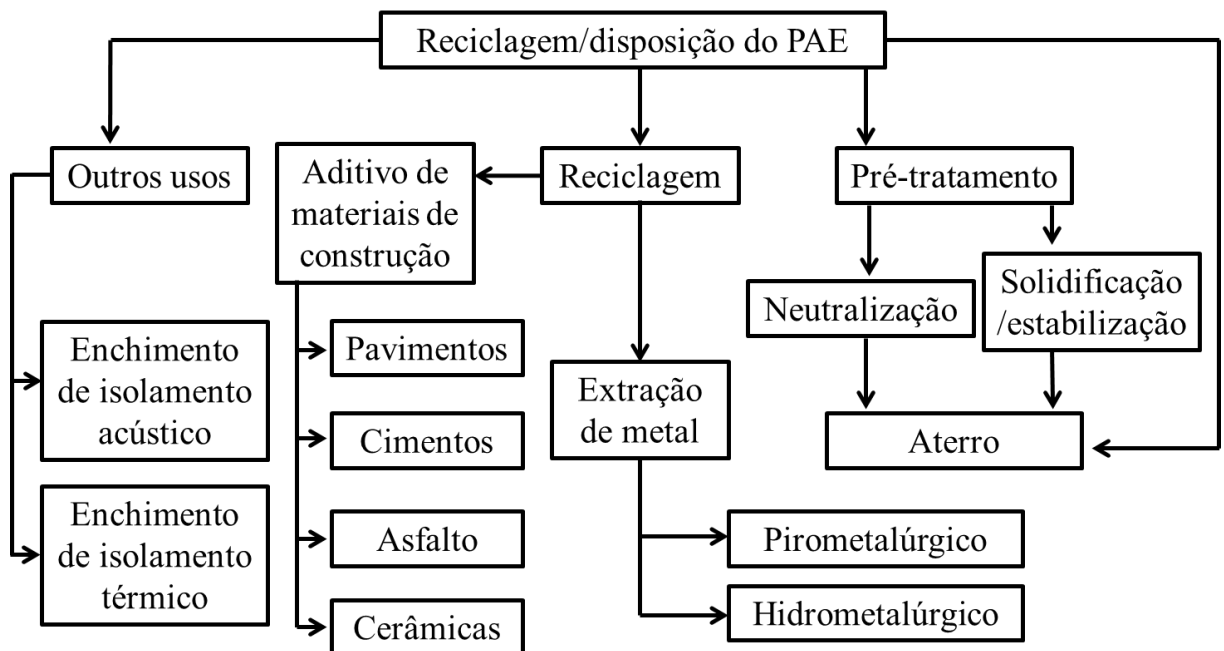 Reciclagem/disposição do PAE
Outros usos
Aditivo de
materiais de
construção
Reciclagem
Pré-tratamento
Neutralização
Solidificação
/estabilização
Enchimento
de isolamento
acústico
Pavimentos
Extração
de metal
Cimentos
Aterro
Enchimento
de isolamento
térmico
Asfalto
Pirometalúrgico
Cerâmicas
Hidrometalúrgico